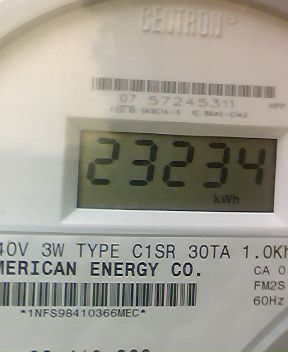 CENTRON®
07 57245311
23234
kWh
40V 3W TYPE C1SR 30TA 1.0Kh
MERICAN ENERGY CO.
CA 0
FM2S
60Hz
*1NFS98410366MEC*